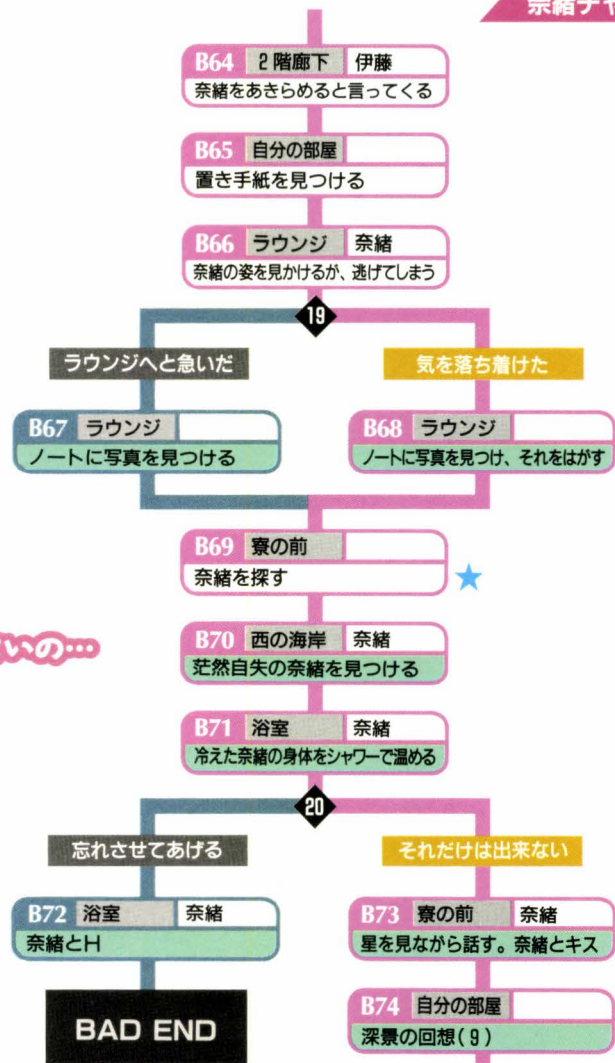 奈緒チャ
B64 2階廊下 伊藤
奈緒をあきらめると言ってくる
B65 自分の部屋
置き手紙を見つける
B66 ラウンジ 奈緒
奈緒の姿を見かけるが、逃げてしまう
19
ラウンジへと急いだ 気を落ち着けた
B67 ラウンジ B68 ラウンジ
ノートに写真を見つける ノートに写真を見つけ、それをはがす
B69 寮の前
奈緒を探す
B70 西の海岸 奈緒
いの…
茫然自失の奈緒を見つける
B71 浴室 奈緒
冷えた奈緒の身体をシャワーで温める
20
忘れさせてあげる それだけは出来ない
B72 浴室 奈緒 B73 寮の前 奈緒
奈緒とH 星を見ながら話す。奈緒とキス
BAD END B74 自分の部屋
深景の回想(9)